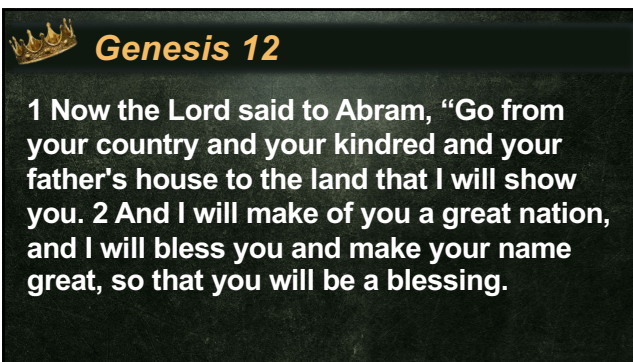 Genesis 12
1 Now the Lord said to Abram, “Go from
your country and your kindred and your
father's house to the land that I will show
you. 2 And I will make of you a great nation,
and I will bless you and make your name
great, so that you will be a blessing.